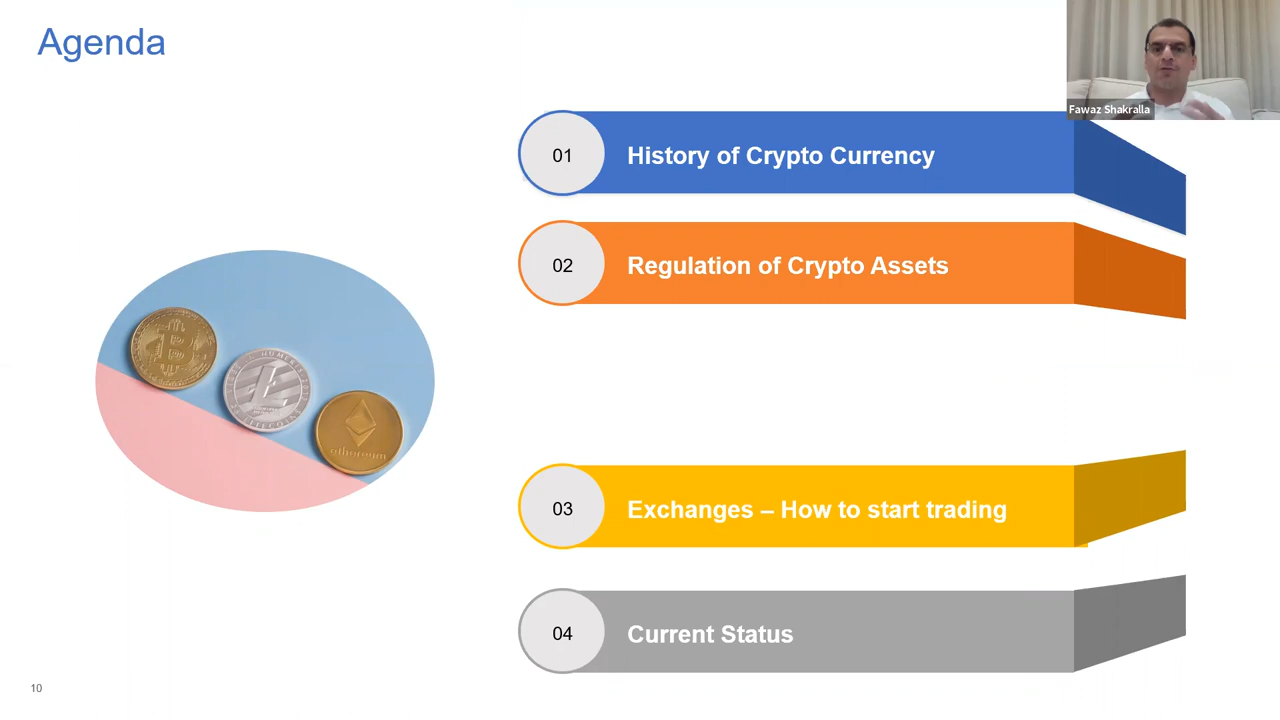 Agenda
Fawaz Shakralla
01
History of Crypto Currency
02
Regulation of Crypto Assets
ethereum
03
Exchanges – How to start trading
04
Current Status
10